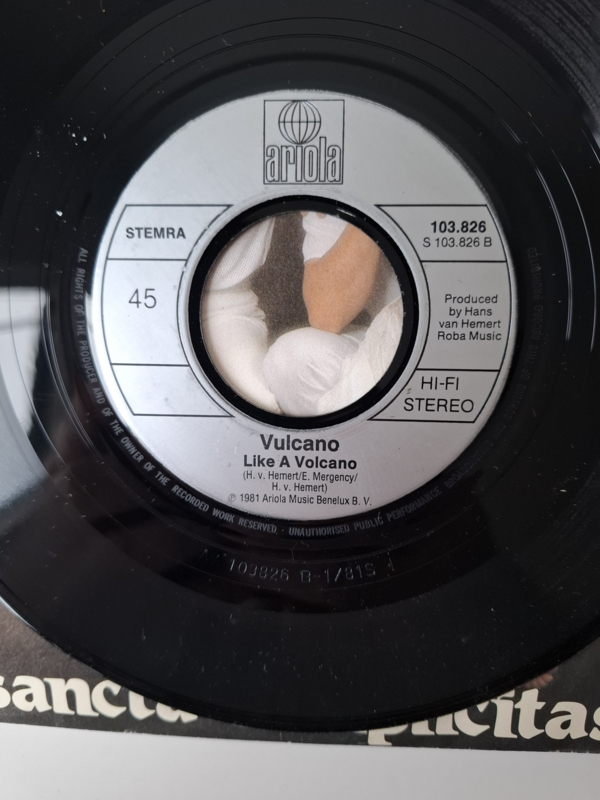 ariola
STEMRA
103.826
S 103.826 B
45
Produced
by Hans
van Hemert
Roba Music
HI-FI
STEREO
Vulcano
Like A Volcano
(H. v. Hemert/E. Mergency/
H. v. Hemert)
℗ 1981 Ariola Music Benelux B. V.
ALL RIGHTS OF THE PRODUCER AND OF THE OWNER OF THE RECORDED WORK RESERVED - UNAUTHORISED PUBLIC PERFORMANCE
103826 B-1/81S
sancta